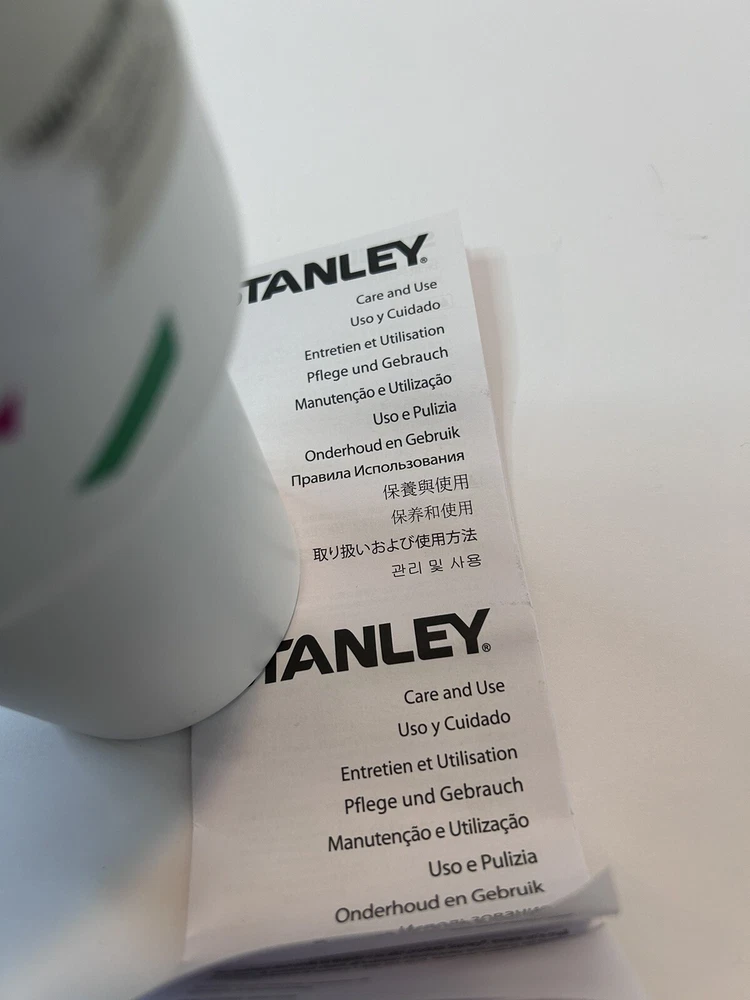 TANLEY®
Care and Use
Uso y Cuidado
Entretien et Utilisation
Pflege und Gebrauch
Manutenção e Utilização
Uso e Pulizia
Onderhoud en Gebruik
Правила Использования
保養與使用
保养和使用
取り扱いおよび使用方法
관리 및 사용
TANLEY®
Care and Use
Uso y Cuidado
Entretien et Utilisation
Pflege und Gebrauch
Manutenção e Utilização
Uso e Pulizia
Onderhoud en Gebruik
Использования